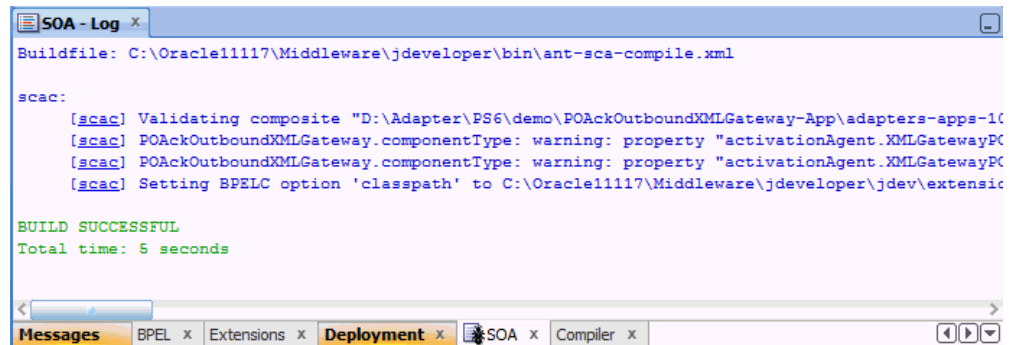 SOA - Log x
Buildfile: C:\Oracle11117\Middleware\jdeveloper\bin\ant-sca-compile.xml
scac:
[scac] Validating composite "D:\Adapter\PS6\demo\POAckOutboundXMLGateway-App\adapters-apps-10
[scac] POAckOutboundXMLGateway.componentType: warning: property "activationAgent.XMLGatewayPO
[scac] POAckOutboundXMLGateway.componentType: warning: property "activationAgent.XMLGatewayPO
[scac] Setting BPELC option 'classpath' to C:\Oracle11117\Middleware\jdeveloper\jdev\extensio
BUILD SUCCESSFUL
Total time: 5 seconds
Messages BPEL x Extensions x Deployment x SOA x Compiler x